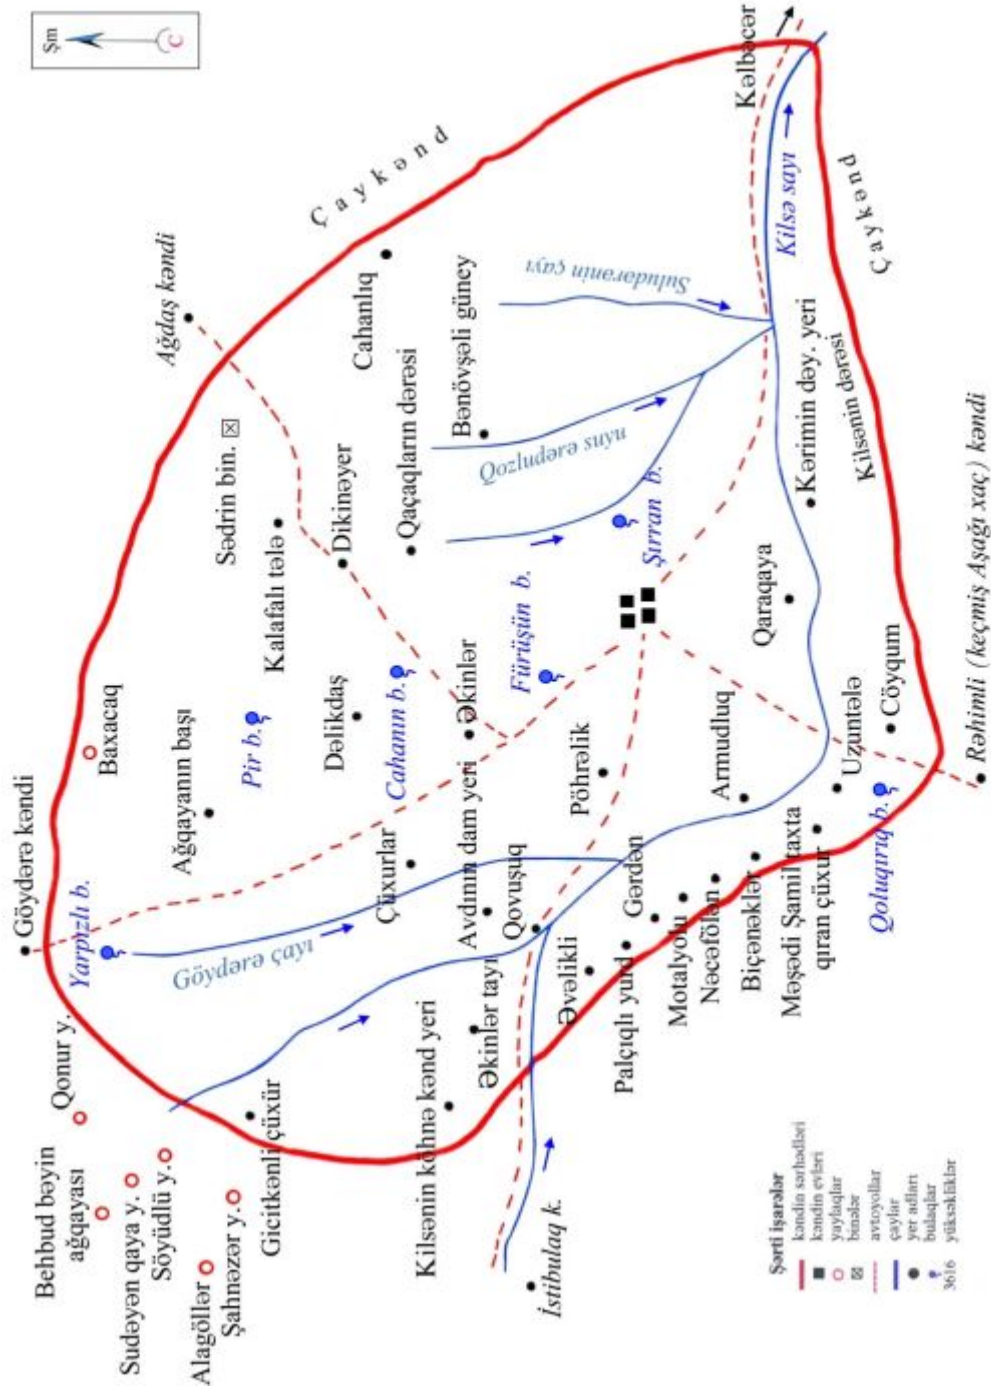 Şm
C
Göydərə kəndi
Ağdaş kəndi
Çaykənd
Qonur y.
Behbud bəyin
ağqayası
Sudəyən qaya y.
Söyüdlü y.
Alagöllər
Şahnəzər y.
Yarpızlı b.
Baxacaq
Ağqayanın başı
Pir b.
Sədrin bin.
Kalafalı tələ
Gicitkənli çüxür
Göydərə çayı
Dəlikdaş
Dikinəyer
Cahanlıq
Çüxurlar
Cahanın b.
Qaçaqların dərəsi
Kilsənin köhnə kənd yeri
Əkinlər tayı
Avdının dam yeri
Əkinlər
Bənövşəli güney
Suludərənin çayı
Qovuşuq
Fürüşün b.
Qozlupdərə suyu
İstibulaq k.
Əvəlikli
Pöhrəlik
Şırran b.
Palçıqlı yurd
Gərdən
Motalyolu
Nəcəfölən
Armudluq
Qaraqaya
Kəlbəcər
Biçənəklər
Kilsə sayı
Məşədi Şamil taxta
qıran çüxur
Uzuntələ
Kərimin dəy. yeri
Qoluqırıq b.
Cöyqum
Kilsənin dərəsi
Çaykənd
Rəhimli (keçmiş Aşağı xaç) kəndi
Şərti işarələr
kəndin sərhədləri
kəndin evləri
yaylaqlar
binələr
avtoyollar
çaylar
yer adları
bulaqlar
3616 yüksəkliklər